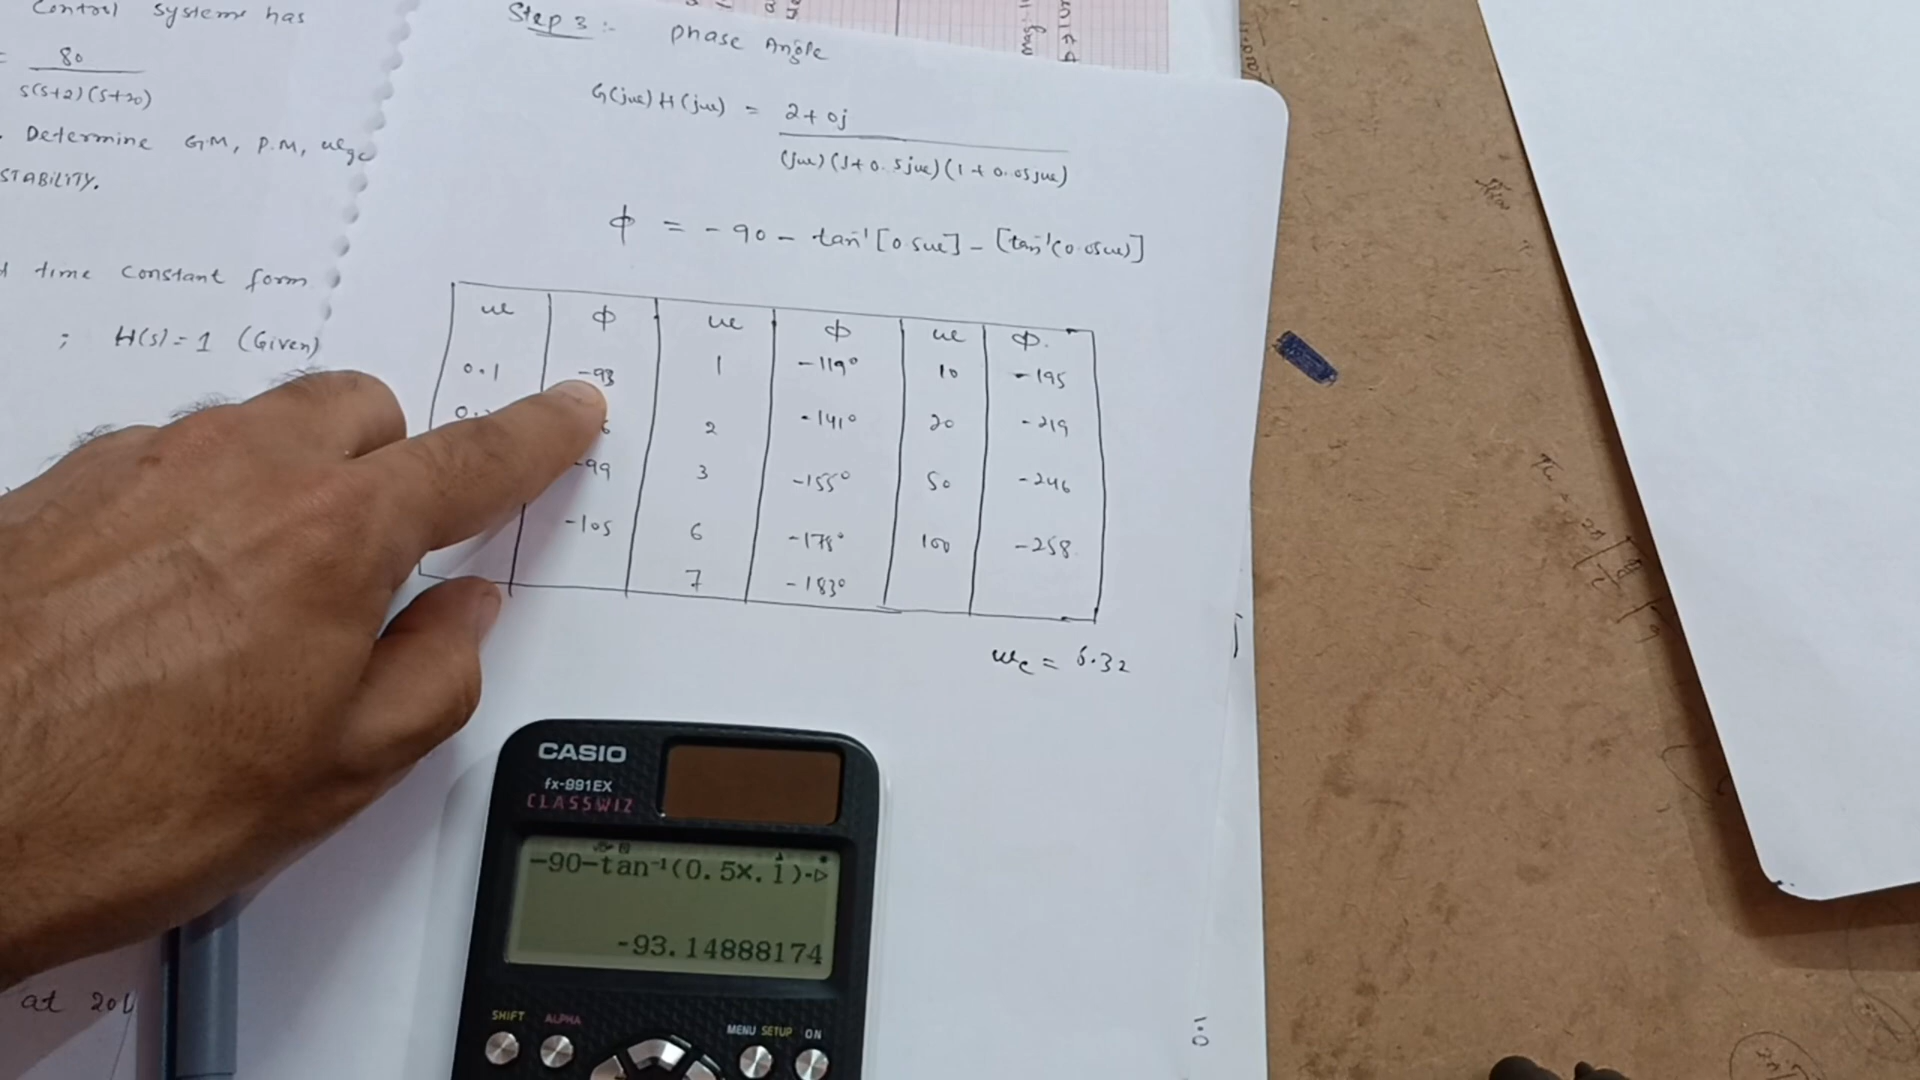 Control systems has
= 80
s(s+2)(s+20)
. Determine G.M, P.M, ωgc
STABILITY.
time constant form
; H(s) = 1 (Given)
at 20
Step 3 :- Phase Angle
G(jω) H(jω) = 2+0j
(jω)(1+0.5jω)(1+0.05jω)
ϕ = -90 - tan⁻¹[0.5ω] - [tan⁻¹(0.05ω)]
ω ϕ ω ϕ ω ϕ.
0.1 -93 1 -119° 10 -195
6 2 -141° 20 -219
-99 3 -155° 50 -246
-105 6 -178° 100 -258
7 -183°
ωc = 6.32
CASIO
fx-991EX
CLASSWIZ
-90-tan⁻¹(0.5×.1)-▷
-93.14888174
SHIFT ALPHA MENU SETUP ON